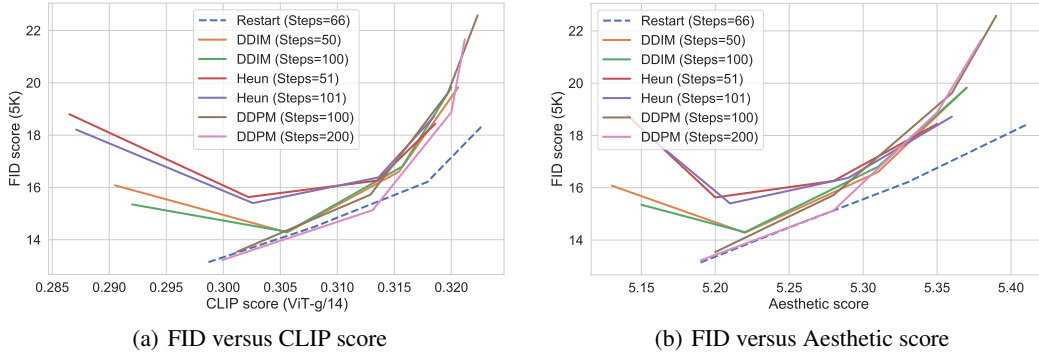 22
20
18
16
14
FID score (5K)
Restart (Steps=66)
DDIM (Steps=50)
DDIM (Steps=100)
Heun (Steps=51)
Heun (Steps=101)
DDPM (Steps=100)
DDPM (Steps=200)
0.285 0.290 0.295 0.300 0.305 0.310 0.315 0.320
CLIP score (ViT-g/14)
(a) FID versus CLIP score
22
20
18
16
14
FID score (5K)
Restart (Steps=66)
DDIM (Steps=50)
DDIM (Steps=100)
Heun (Steps=51)
Heun (Steps=101)
DDPM (Steps=100)
DDPM (Steps=200)
5.15 5.20 5.25 5.30 5.35 5.40
Aesthetic score
(b) FID versus Aesthetic score